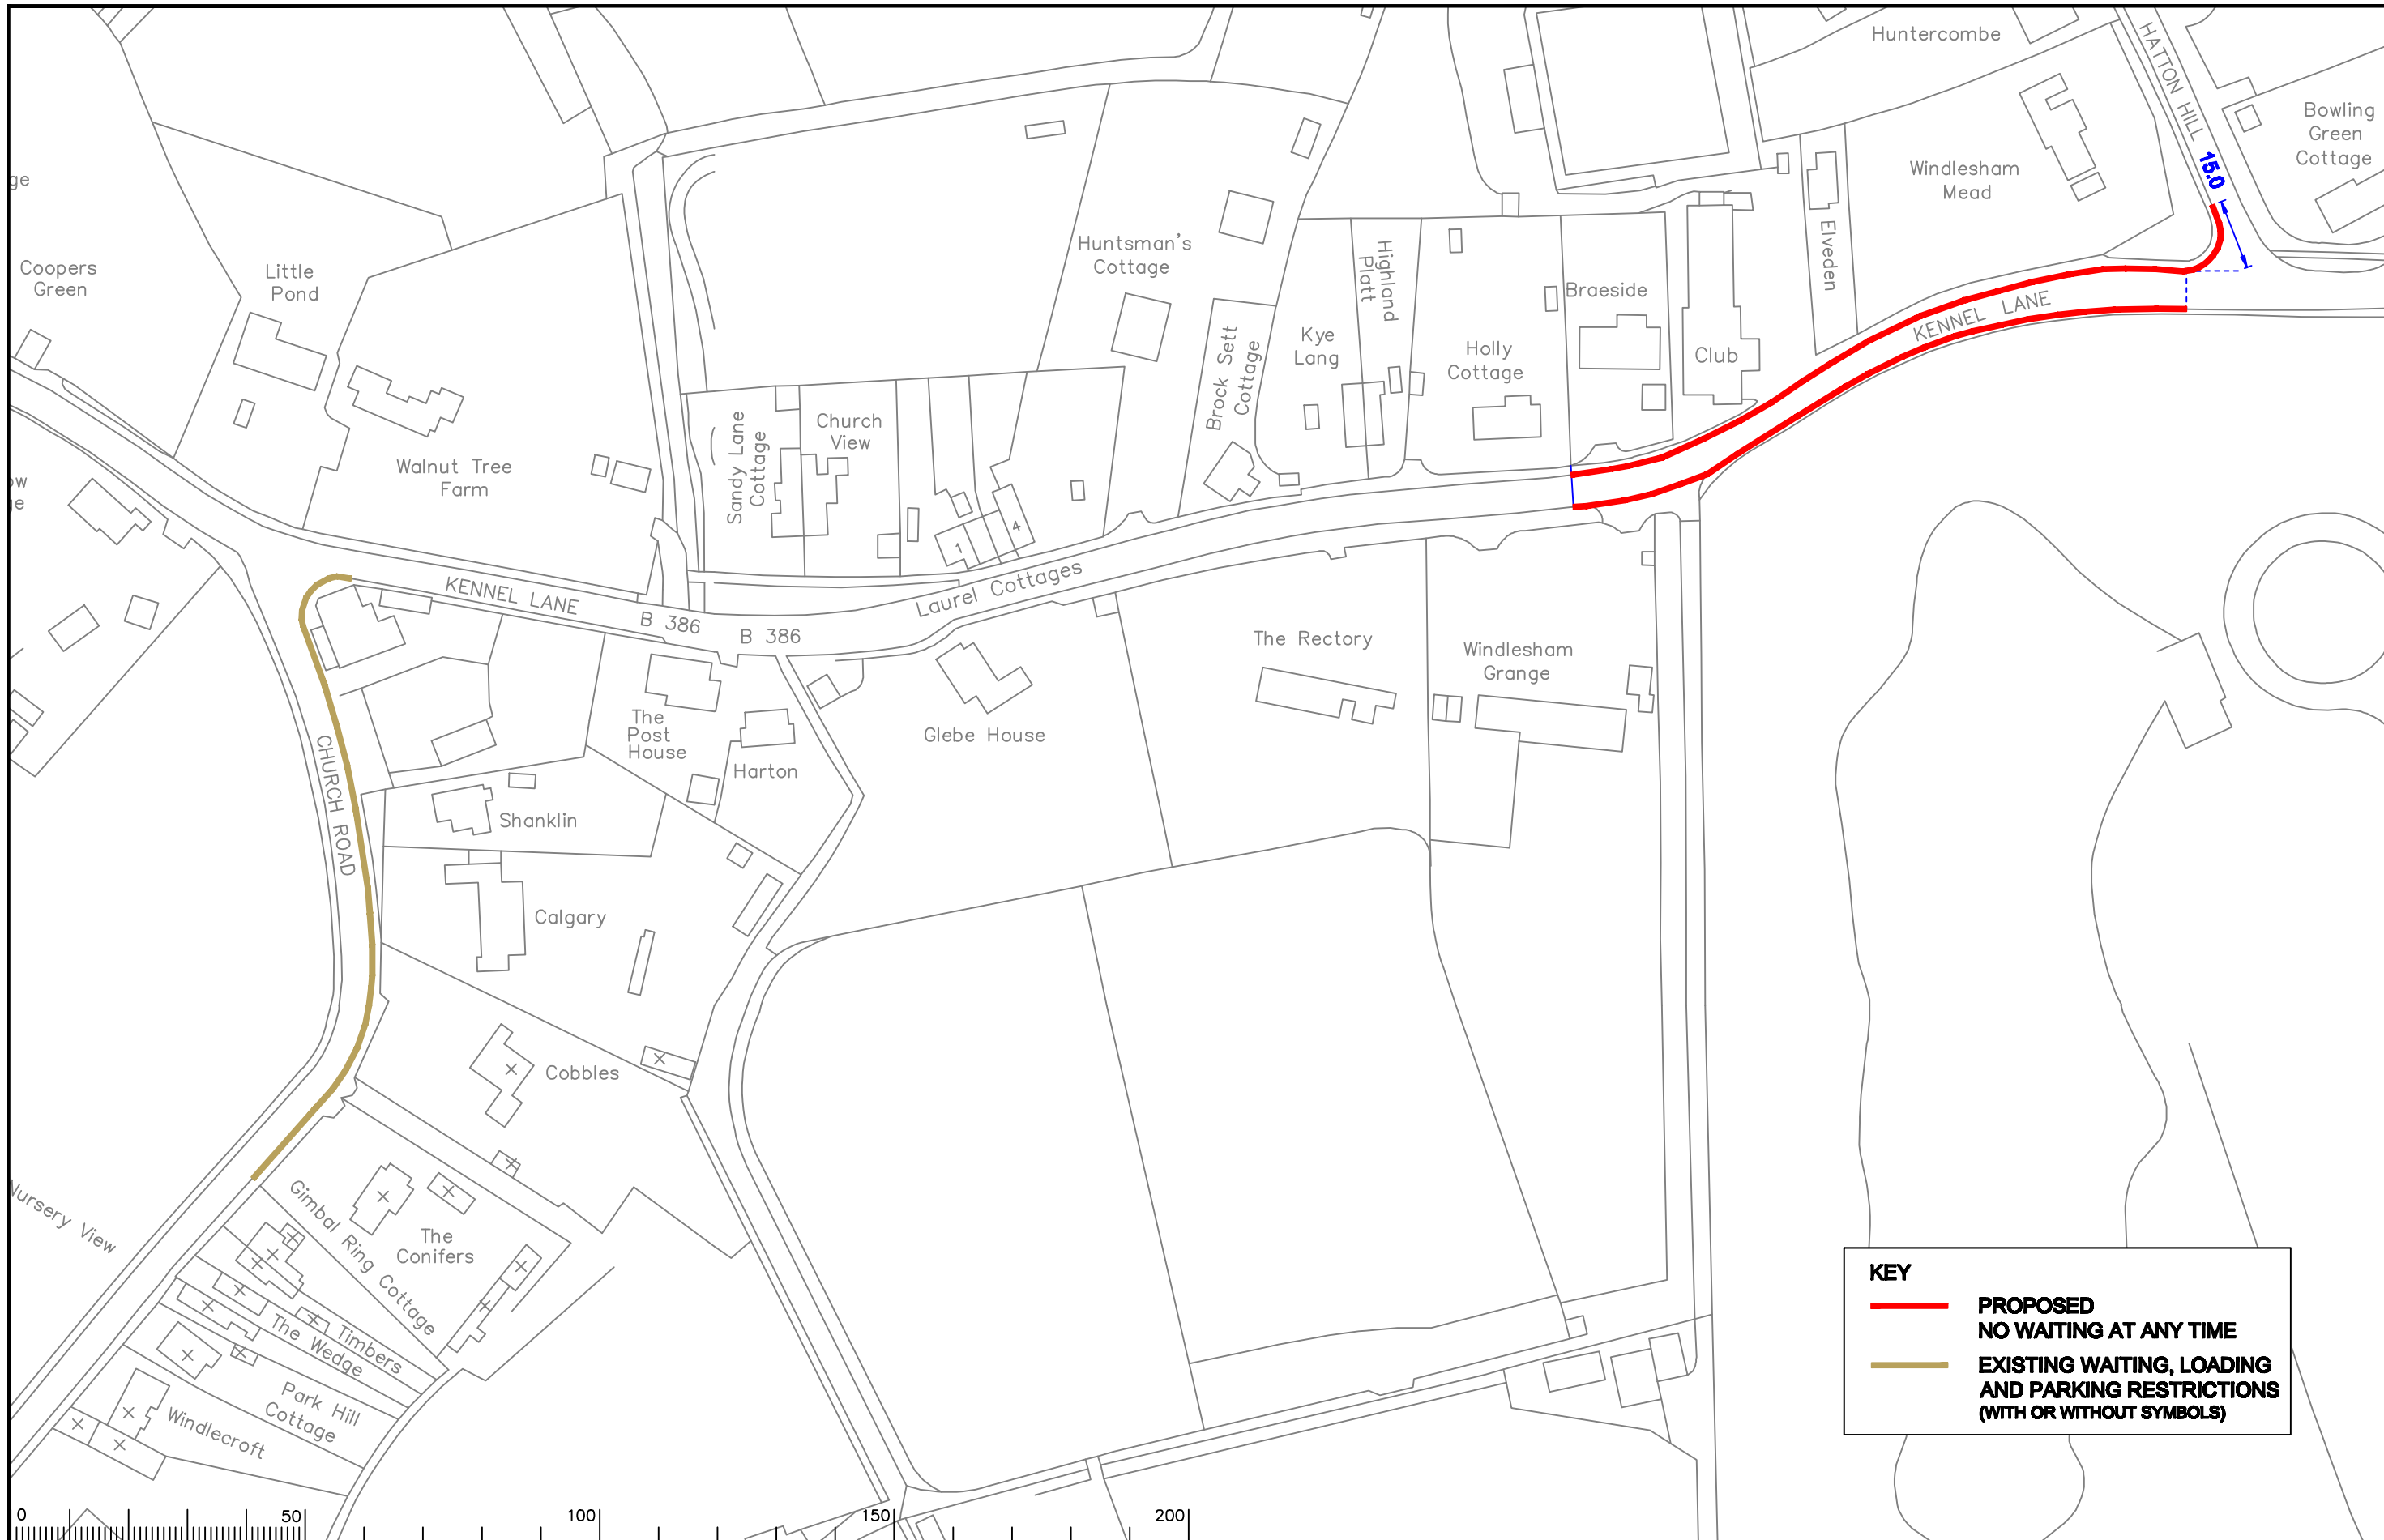 Huntercombe
HATTON HILL
15.0
Bowling
Green
Cottage
Windlesham
Mead
Elveden
ge
Coopers
Green
Little
Pond
Huntsman's
Cottage
Highland
Platt
Braeside
KENNEL LANE
Kye
Lang
Holly
Cottage
Club
Brock Sett
Cottage
Sandy Lane
Cottage
Church
View
Walnut Tree
Farm
ow
ge
1
4
KENNEL LANE
B 386
B 386
Laurel Cottages
The Rectory
Windlesham
Grange
The
Post
House
Harton
Glebe House
CHURCH ROAD
Shanklin
Calgary
Cobbles
Nursery View
Gimbal Ring Cottage
The
Conifers
Timbers
The Wedge
Park Hill
Cottage
Windlecroft
KEY
PROPOSED
NO WAITING AT ANY TIME
EXISTING WAITING, LOADING
AND PARKING RESTRICTIONS
(WITH OR WITHOUT SYMBOLS)
0
50
100
150
200